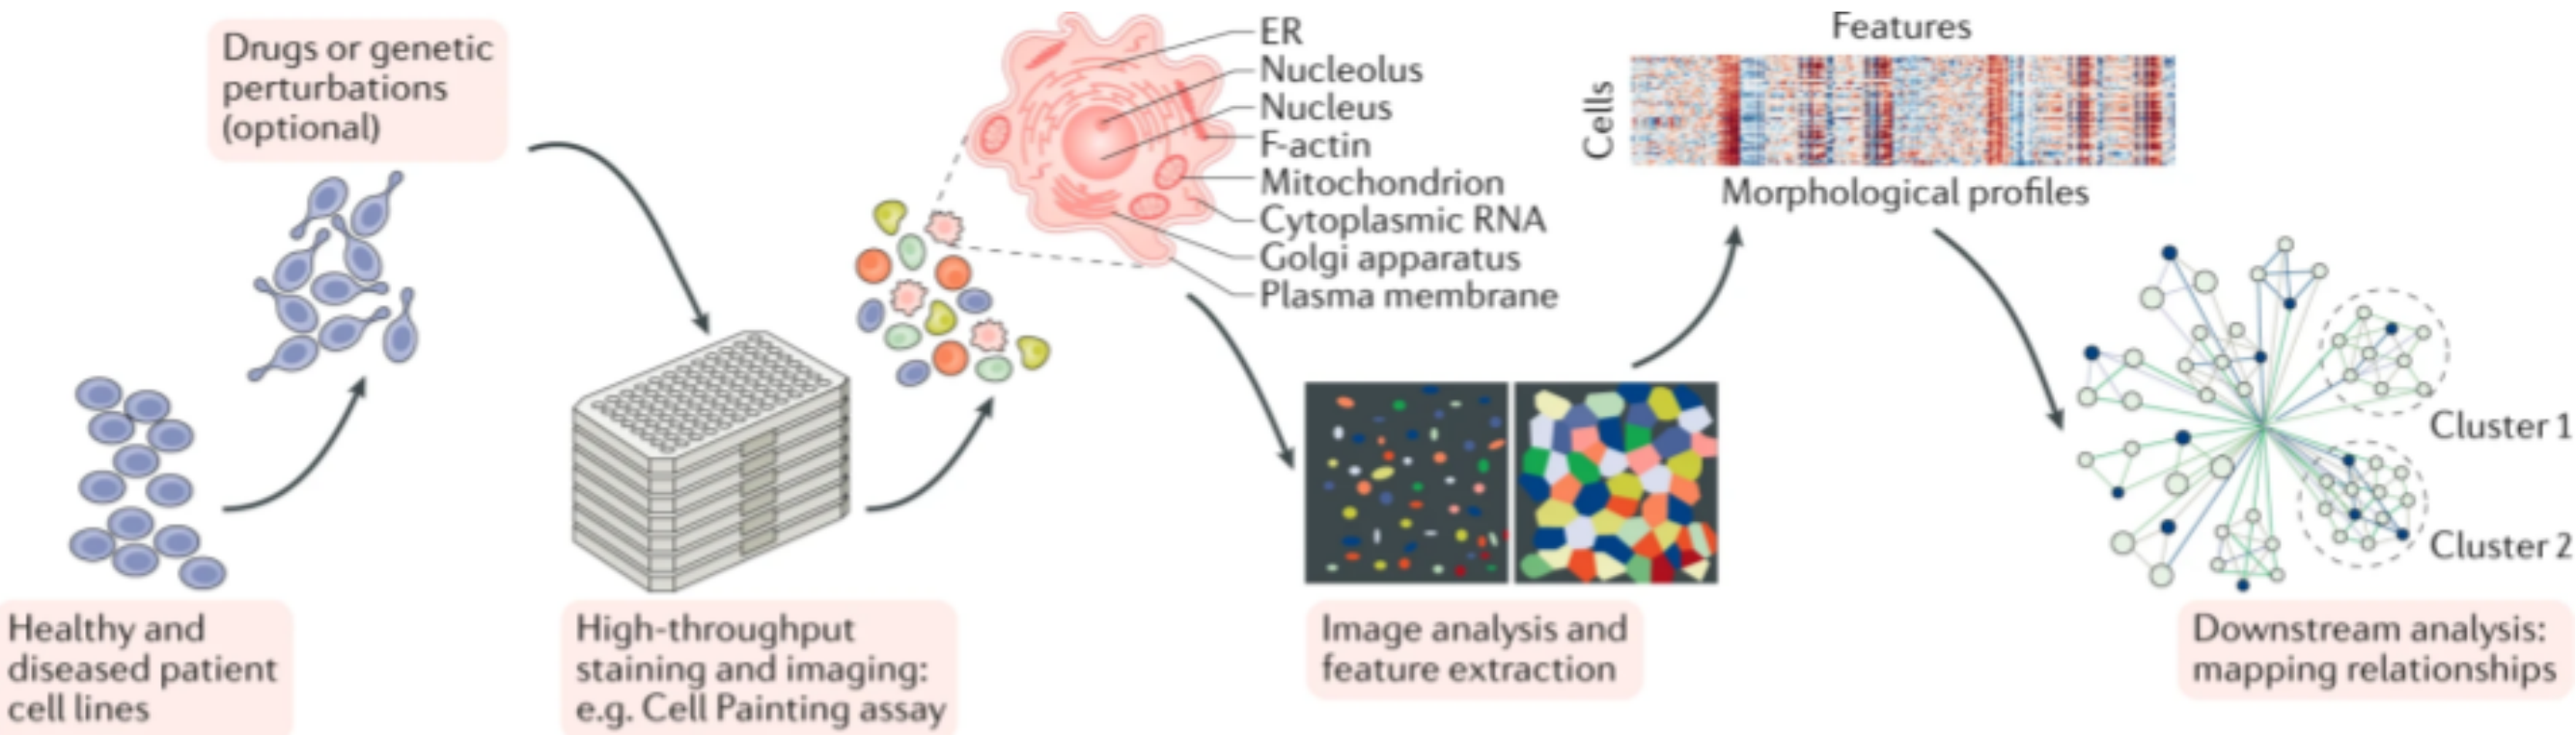 Drugs or genetic
perturbations
(optional)
Healthy and
diseased patient
cell lines
High-throughput
staining and imaging:
e.g. Cell Painting assay
ER
Nucleolus
Nucleus
F-actin
Mitochondrion
Cytoplasmic RNA
Golgi apparatus
Plasma membrane
Image analysis and
feature extraction
Features
Cells
Morphological profiles
Cluster 1
Cluster 2
Downstream analysis:
mapping relationships